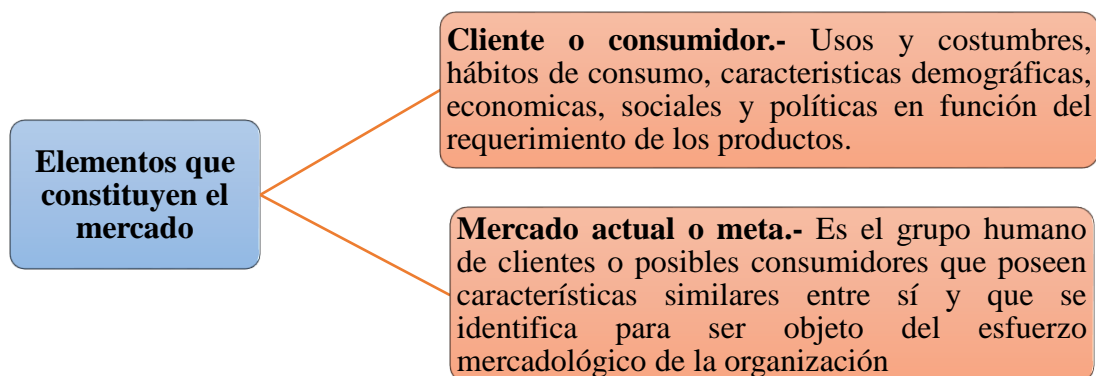 Elementos que
constituyen el
mercado
Cliente o consumidor.- Usos y costumbres,
hábitos de consumo, caracteristicas demográficas,
economicas, sociales y políticas en función del
requerimiento de los productos.
Mercado actual o meta.- Es el grupo humano
de clientes o posibles consumidores que poseen
características similares entre sí y que se
identifica para ser objeto del esfuerzo
mercadológico de la organización